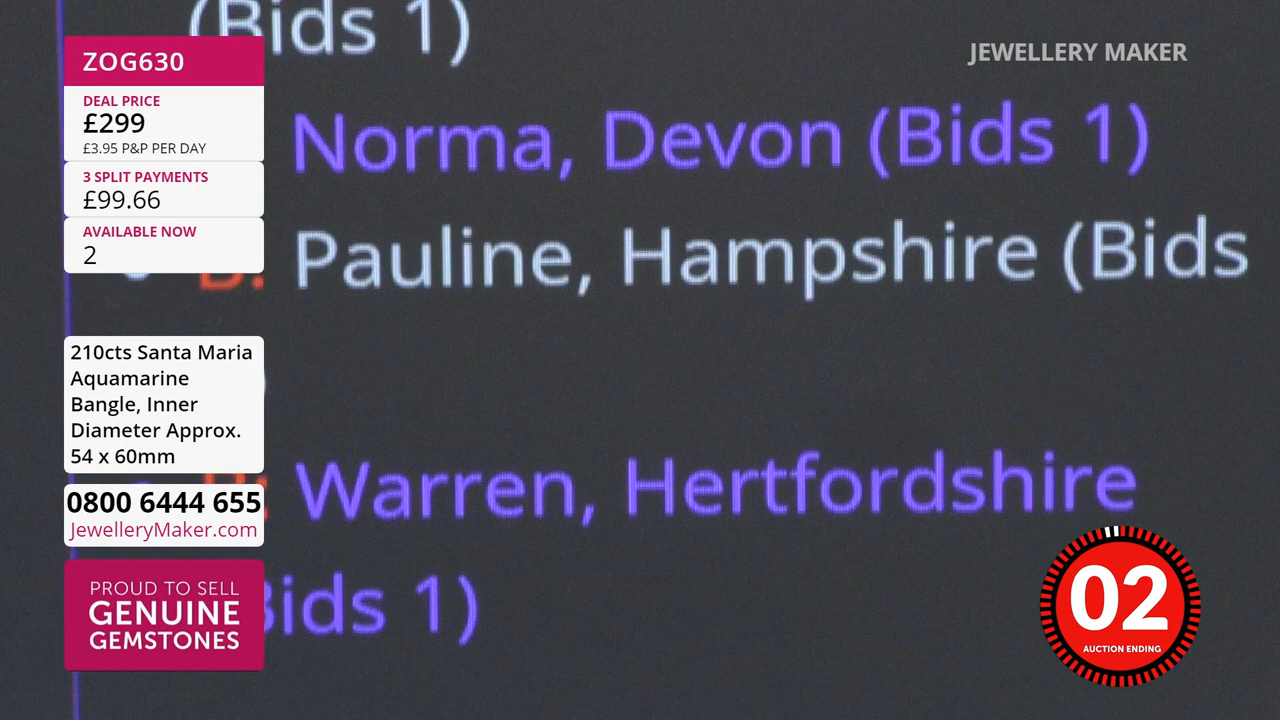 (Bids 1)
ZOG630
DEAL PRICE
£299
£3.95 P&P PER DAY
3 SPLIT PAYMENTS
£99.66
AVAILABLE NOW
2
210cts Santa Maria
Aquamarine
Bangle, Inner
Diameter Approx.
54 x 60mm
0800 6444 655
JewelleryMaker.com
PROUD TO SELL
GENUINE
GEMSTONES
JEWELLERY MAKER
Norma, Devon (Bids 1)
B: Pauline, Hampshire (Bids
Warren, Hertfordshire
Bids 1)
02
AUCTION ENDING